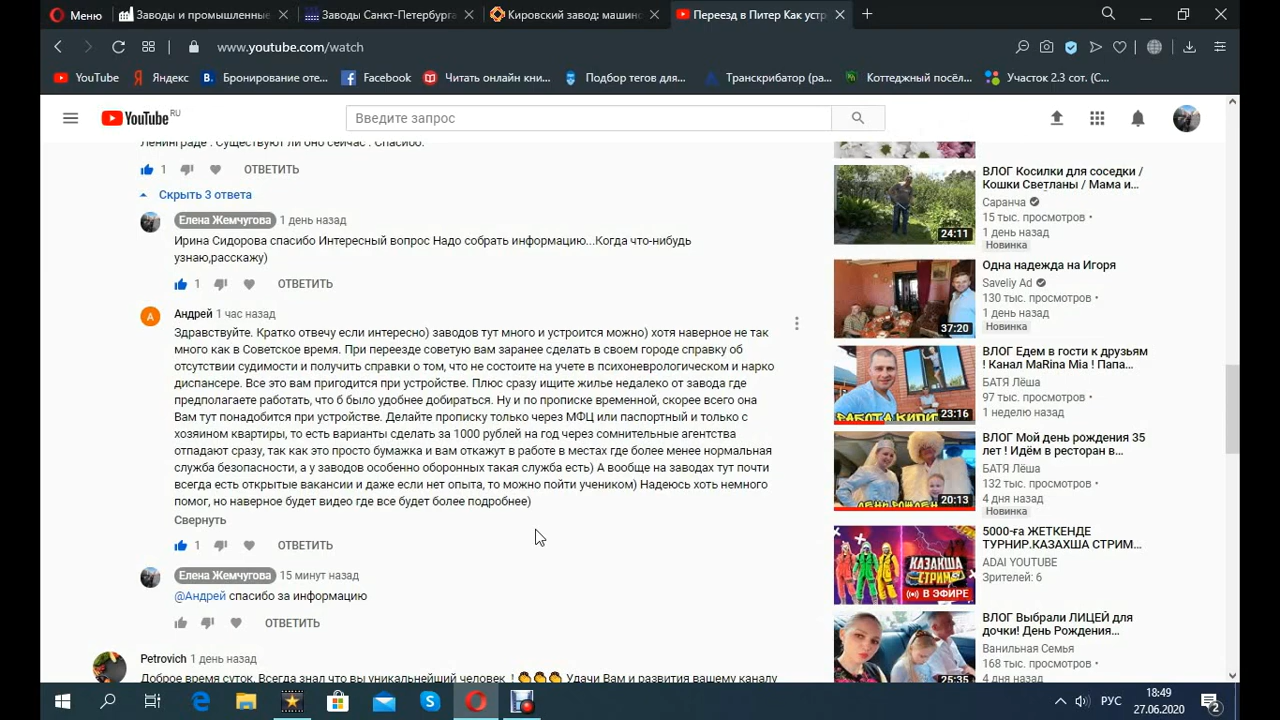 Меню
Заводы и промышленные
Заводы Санкт-Петербурга
Кировский завод: машино
Переезд в Питер Как устр
www.youtube.com/watch
YouTube
Яндекс
Бронирование оте...
Facebook
Читать онлайн кни...
Подбор тегов для...
Транскрибатор (ра...
Коттеджный посёл...
Участок 2.3 сот. (С...
YouTube RU
Введите запрос
Ленинграде . Существуют ли оно сейчас . Спасибо.
1
ОТВЕТИТЬ
Скрыть 3 ответа
Елена Жемчугова 1 день назад
Ирина Сидорова спасибо Интересный вопрос Надо собрать информацию...Когда что-нибудь
узнаю,расскажу)
1
ОТВЕТИТЬ
А
Андрей 1 час назад
Здравствуйте. Кратко отвечу если интересно) заводов тут много и устроится можно) хотя наверное не так
много как в Советское время. При переезде советую вам заранее сделать в своем городе справку об
отсутствии судимости и получить справки о том, что не состоите на учете в психоневрологическом и нарко
диспансере. Все это вам пригодится при устройстве. Плюс сразу ищите жилье недалеко от завода где
предполагаете работать, что б было удобнее добираться. Ну и по прописке временной, скорее всего она
Вам тут понадобится при устройстве. Делайте прописку только через МФЦ или паспортный и только с
хозяином квартиры, то есть варианты сделать за 1000 рублей на год через сомнительные агентства
отпадают сразу, так как это просто бумажка и вам откажут в работе в местах где более менее нормальная
служба безопасности, а у заводов особенно оборонных такая служба есть) А вообще на заводах тут почти
всегда есть открытые вакансии и даже если нет опыта, то можно пойти учеником) Надеюсь хоть немного
помог, но наверное будет видео где все будет более подробнее)
Свернуть
1
ОТВЕТИТЬ
Елена Жемчугова 15 минут назад
@Андрей спасибо за информацию
ОТВЕТИТЬ
Petrovich 1 день назад
Доброе время суток, Всегда знал что вы уникальнейший человек ! Удачи Вам и развития вашему каналу
ВЛОГ Косилки для соседки /
Кошки Светланы / Мама и...
Саранча
15 тыс. просмотров •
1 день назад
Новинка
24:11
Одна надежда на Игоря
Saveliy Ad
130 тыс. просмотров •
1 день назад
Новинка
37:20
ВЛОГ Едем в гости к друзьям
! Канал MaRina Mia ! Папа...
БАТЯ Лёша
97 тыс. просмотров •
1 неделю назад
РАБОТА КИПИТ
23:16
ВЛОГ Мой день рождения 35
лет ! Идём в ресторан в...
БАТЯ Лёша
4 дня назад
Новинка
20:13
5000-ға ЖЕТКЕНДЕ
ТУРНИР.КАЗАХША СТРИМ...
ADAI YOUTUBE
Зрителей: 6
КАЗАКША
СТРИМ
В ЭФИРЕ
ВЛОГ Выбрали ЛИЦЕЙ для
дочки! День Рождения...
Ванильная Семья
168 тыс. просмотров •
25:35
РУС
18:49
27.06.2020
2